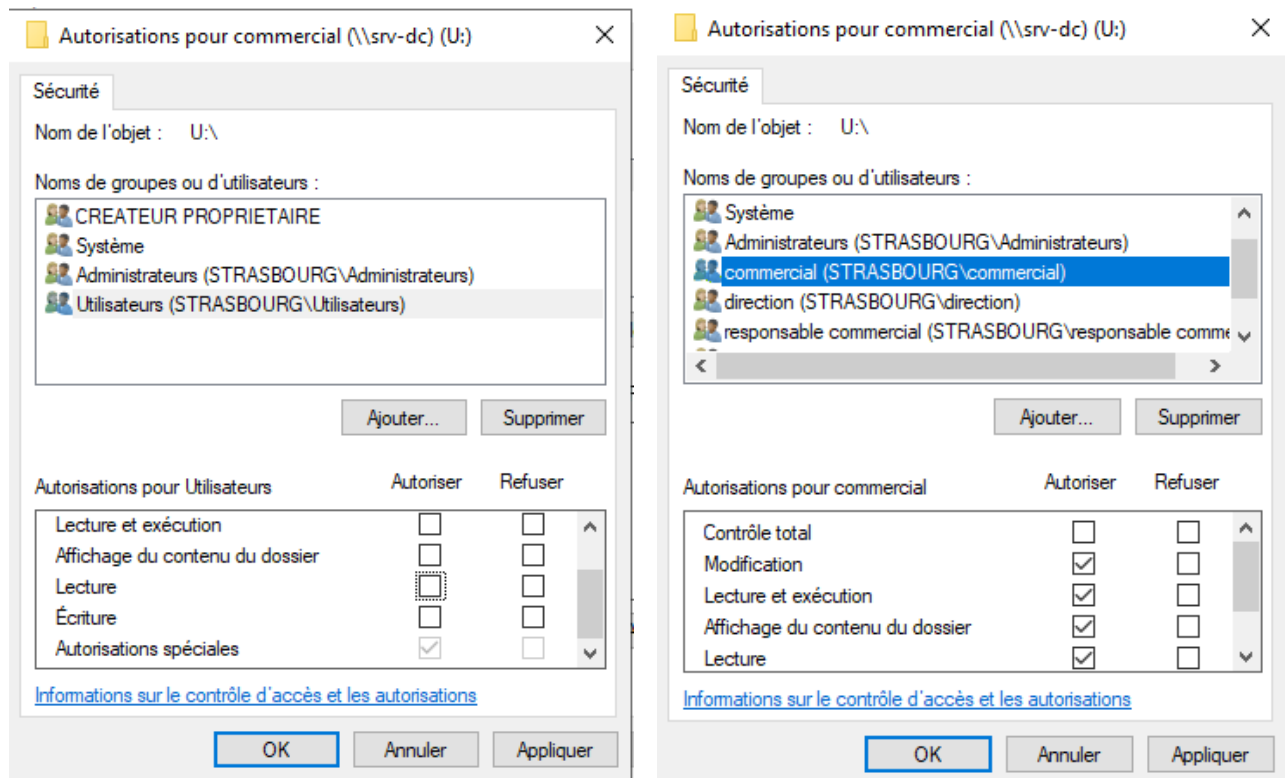 Autorisations pour commercial (\\srv-dc) (U:)
Sécurité
Nom de l'objet : U:\
Noms de groupes ou d'utilisateurs :
CREATEUR PROPRIETAIRE
Système
Administrateurs (STRASBOURG\Administrateurs)
Utilisateurs (STRASBOURG\Utilisateurs)
Ajouter... Supprimer
Autorisations pour Utilisateurs Autoriser Refuser
Lecture et exécution
Affichage du contenu du dossier
Lecture
Écriture
Autorisations spéciales
Informations sur le contrôle d'accès et les autorisations
OK Annuler Appliquer
Autorisations pour commercial (\\srv-dc) (U:)
Sécurité
Nom de l'objet : U:\
Noms de groupes ou d'utilisateurs :
Système
Administrateurs (STRASBOURG\Administrateurs)
commercial (STRASBOURG\commercial)
direction (STRASBOURG\direction)
responsable commercial (STRASBOURG\responsable comme
Ajouter... Supprimer
Autorisations pour commercial Autoriser Refuser
Contrôle total
Modification
Lecture et exécution
Affichage du contenu du dossier
Lecture
Informations sur le contrôle d'accès et les autorisations
OK Annuler Appliquer